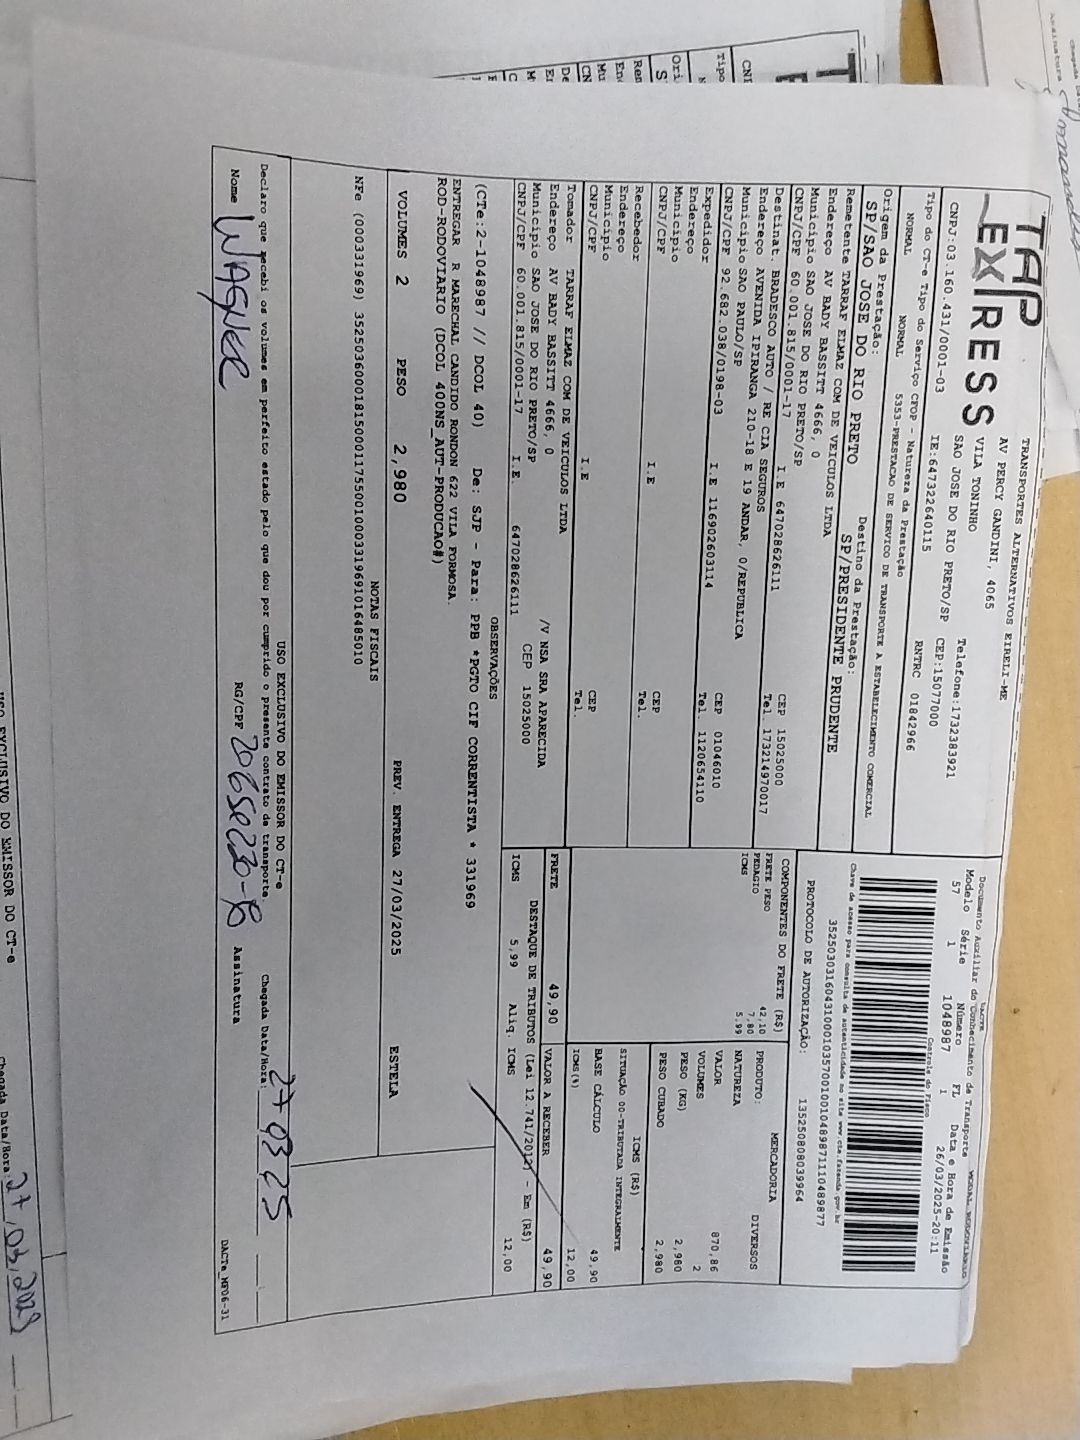 TAP
EXPRESS
TRANSPORTES ALTERNATIVOS EIRELI-ME
AV PERCY GANDINI, 4065
VILA TONINHO
SAO JOSE DO RIO PRETO/SP CEP:15077000
Telefone:1732383921
CNPJ:03.160.431/0001-03 IE:647322640115 RNTRC 01842966
Tipo do CT-e Tipo do Serviço CFOP - Natureza da Prestação
NORMAL NORMAL 5353-PRESTACAO DE SERVICO DE TRANSPORTE A ESTABELECIMENTO COMERCIAL
Origem da Prestação: Destino da Prestação:
SP/SAO JOSE DO RIO PRETO SP/PRESIDENTE PRUDENTE
Remetente TARRAF ELMAZ COM DE VEICULOS LTDA
Endereço AV BADY BASSITT 4666, 0
Município SAO JOSE DO RIO PRETO/SP CEP 15025000
CNPJ/CPF 60.001.815/0001-17 I.E 647028626111 Tel. 173214970017
Destinat. BRADESCO AUTO / RE CIA SEGUROS
Endereço AVENIDA IPIRANGA 210-18 E 19 ANDAR, 0/REPUBLICA
Município SAO PAULO/SP CEP 01046010
CNPJ/CPF 92.682.038/0198-03 I.E 116902603114 Tel. 1120654110
Expedidor
Endereço
Município CEP
CNPJ/CPF I.E Tel.
Recebedor
Endereço
Município CEP
CNPJ/CPF I.E Tel.
Tomador TARRAF ELMAZ COM DE VEICULOS LTDA
Endereço AV BADY BASSITT 4666, 0 /V NSA SRA APARECIDA
Município SAO JOSE DO RIO PRETO/SP CEP 15025000
CNPJ/CPF 60.001.815/0001-17 I.E. 647028626111
DACTE
Documento Auxiliar do Conhecimento de Transporte MODAL RODOVIÁRIO
Modelo Série Número FL Data e Hora de Emissão
57 1 1048987 1 26/03/2025-20:11
Controle do Fisco
Chave de acesso para consulta de autenticidade no site www.cte.fazenda.gov.br
35250303160431000103570010010489871110489877
PROTOCOLO DE AUTORIZAÇÃO: 135250808039964
COMPONENTES DO FRETE (R$)
FRETE PESO 42,10
PEDAGIO 7,80
ICMS 5,99
FRETE 49,90
MERCADORIA
PRODUTO: DIVERSOS
NATUREZA
VALOR 870,86
VOLUMES 2
PESO (KG) 2,980
PESO CUBADO 2,980
ICMS (R$)
SITUAÇÃO 00-TRIBUTADA INTEGRALMENTE
BASE CÁLCULO 49,90
ICMS(%) 12,00
VALOR A RECEBER 49,90
DESTAQUE DE TRIBUTOS (Lei 12.741/2012) - Em (R$)
ICMS 5,99 Aliq. ICMS 12,00
OBSERVAÇÕES
(CTe:2-1048987 // DCOL 40) De: SJP - Para: PPB *PGTO CIF CORRENTISTA * 331969
ENTREGAR R MARECHAL CANDIDO RONDON 622 VILA FORMOSA.
ROD-RODOVIARIO (DCOL 400NS_AUT-PRODUCAO#)
VOLUMES 2 PESO 2,980 PREV. ENTREGA 27/03/2025 ESTELA
NOTAS FISCAIS
NFe (000331969) 35250360001815000117550010003319691016485010
USO EXCLUSIVO DO EMISSOR DO CT-e
Declaro que recebi os volumes em perfeito estado pelo que dou por cumprido o presente contrato de transporte Chegada Data/Hora: 27 03 25
Nome WAGNER RG/CPF Assinatura
DACTe_MF06-31
USO EXCLUSIVO DO EMISSOR DO CT-e
Chegada Data/Hora: 27/03/2025